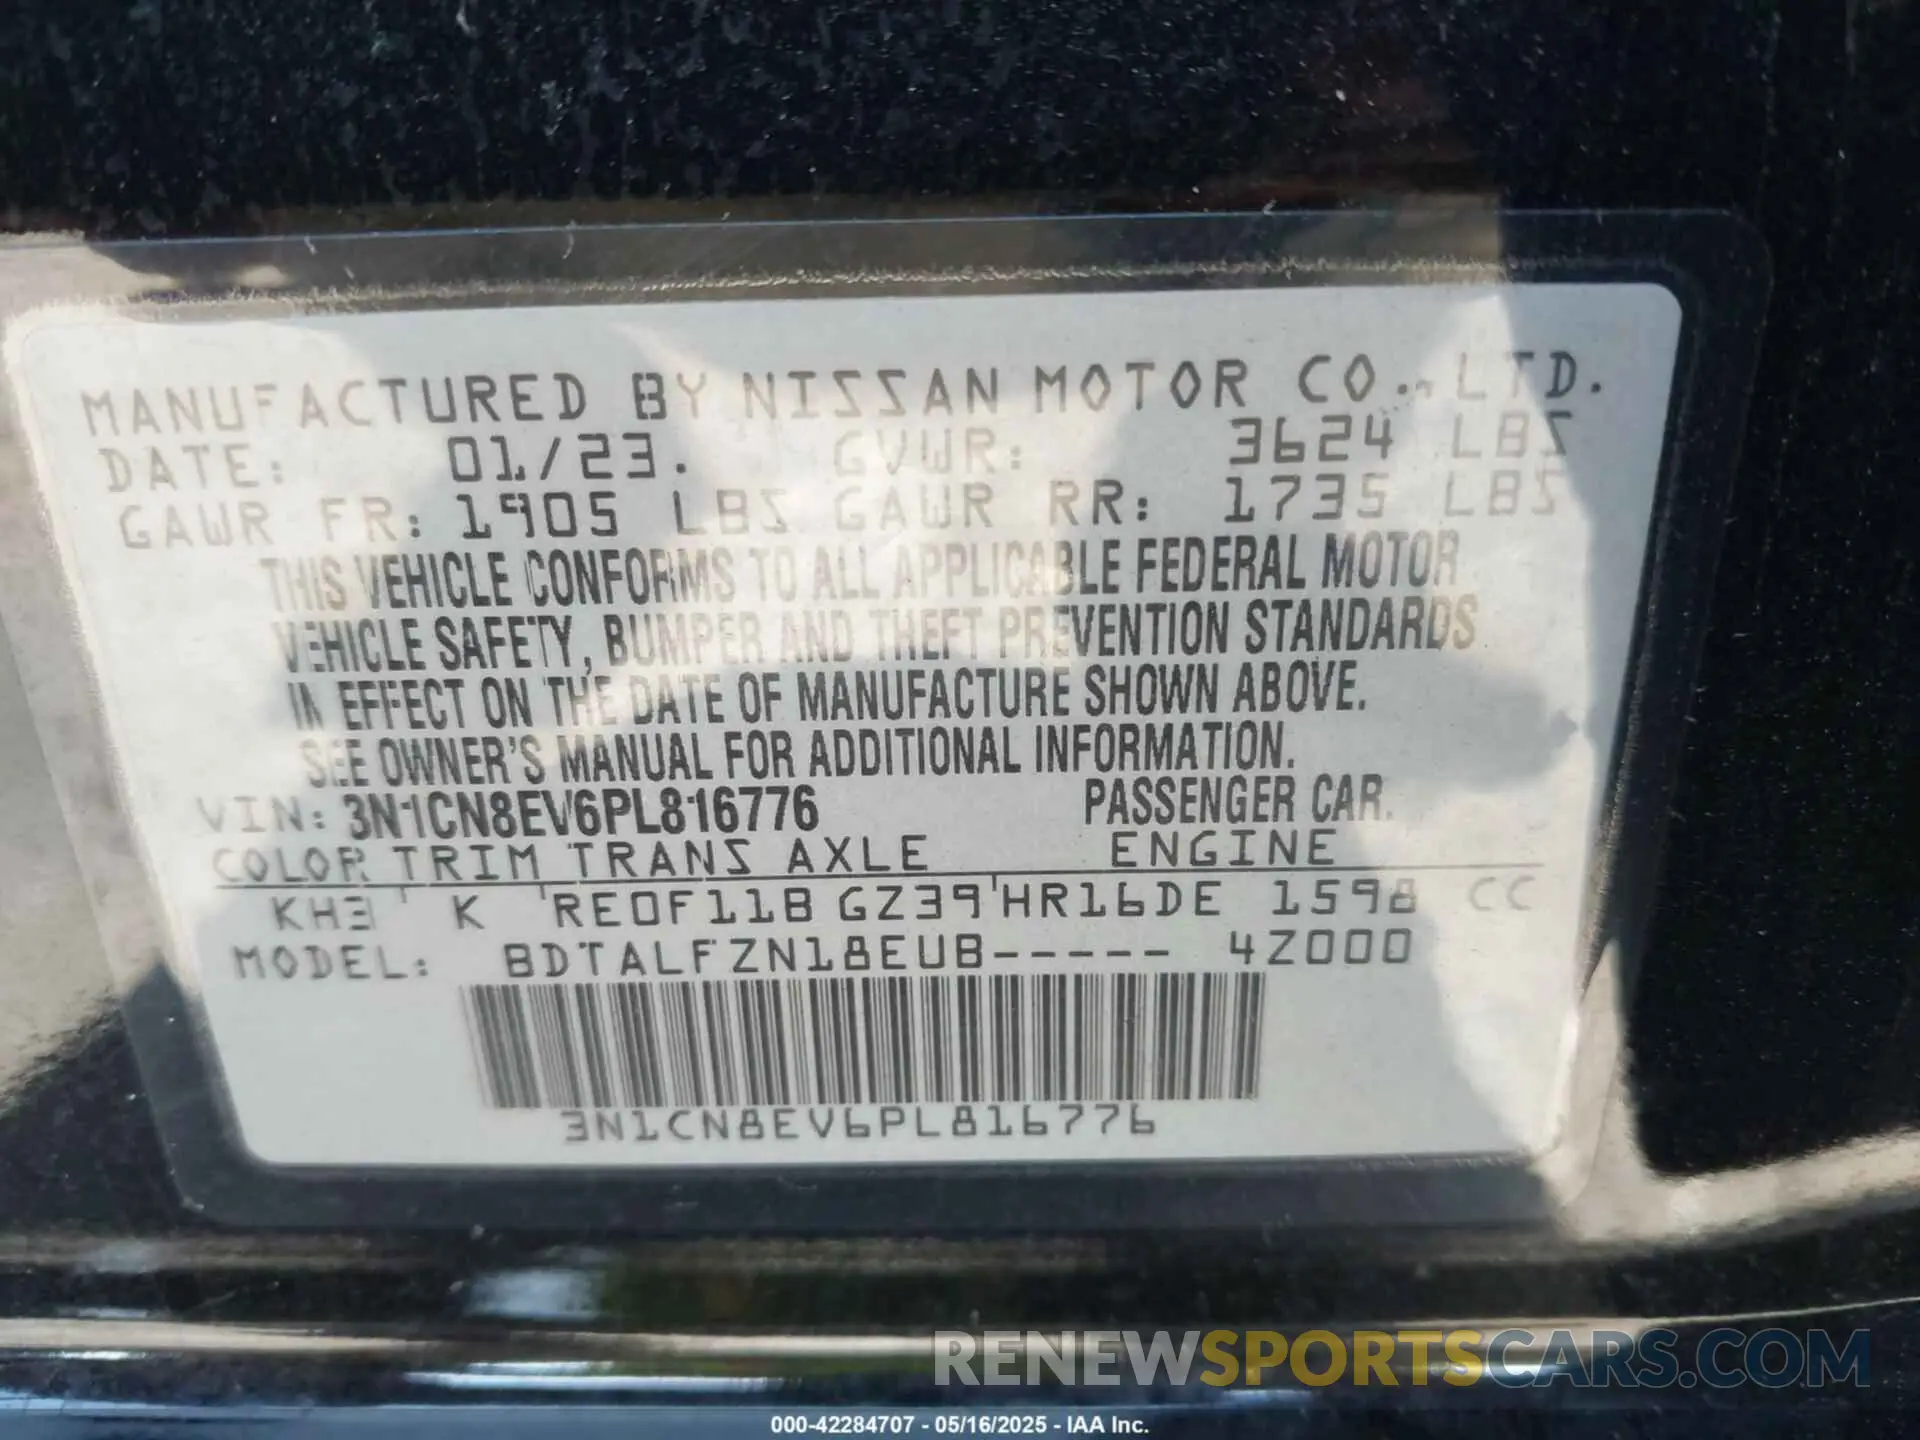 MANUFACTURED BY NISSAN MOTOR CO., LTD.
DATE: 01/23. GVWR: 3624 LBS
GAWR FR: 1905 LBS GAWR RR: 1735 LBS
THIS VEHICLE CONFORMS TO ALL APPLICABLE FEDERAL MOTOR
VEHICLE SAFETY, BUMPER AND THEFT PREVENTION STANDARDS
IN EFFECT ON THE DATE OF MANUFACTURE SHOWN ABOVE.
SEE OWNER'S MANUAL FOR ADDITIONAL INFORMATION.
VIN: 3N1CN8EV6PL816776 PASSENGER CAR.
COLOR TRIM TRANS AXLE ENGINE
KH3 K RE0F11B GZ39 HR16DE 1598 CC
MODEL: BDTALFZN18EUB----- 4Z000
3N1CN8EV6PL816776
RENEWSPORTSCARS.COM
000-42284707 - 05/16/2025 - IAA Inc.